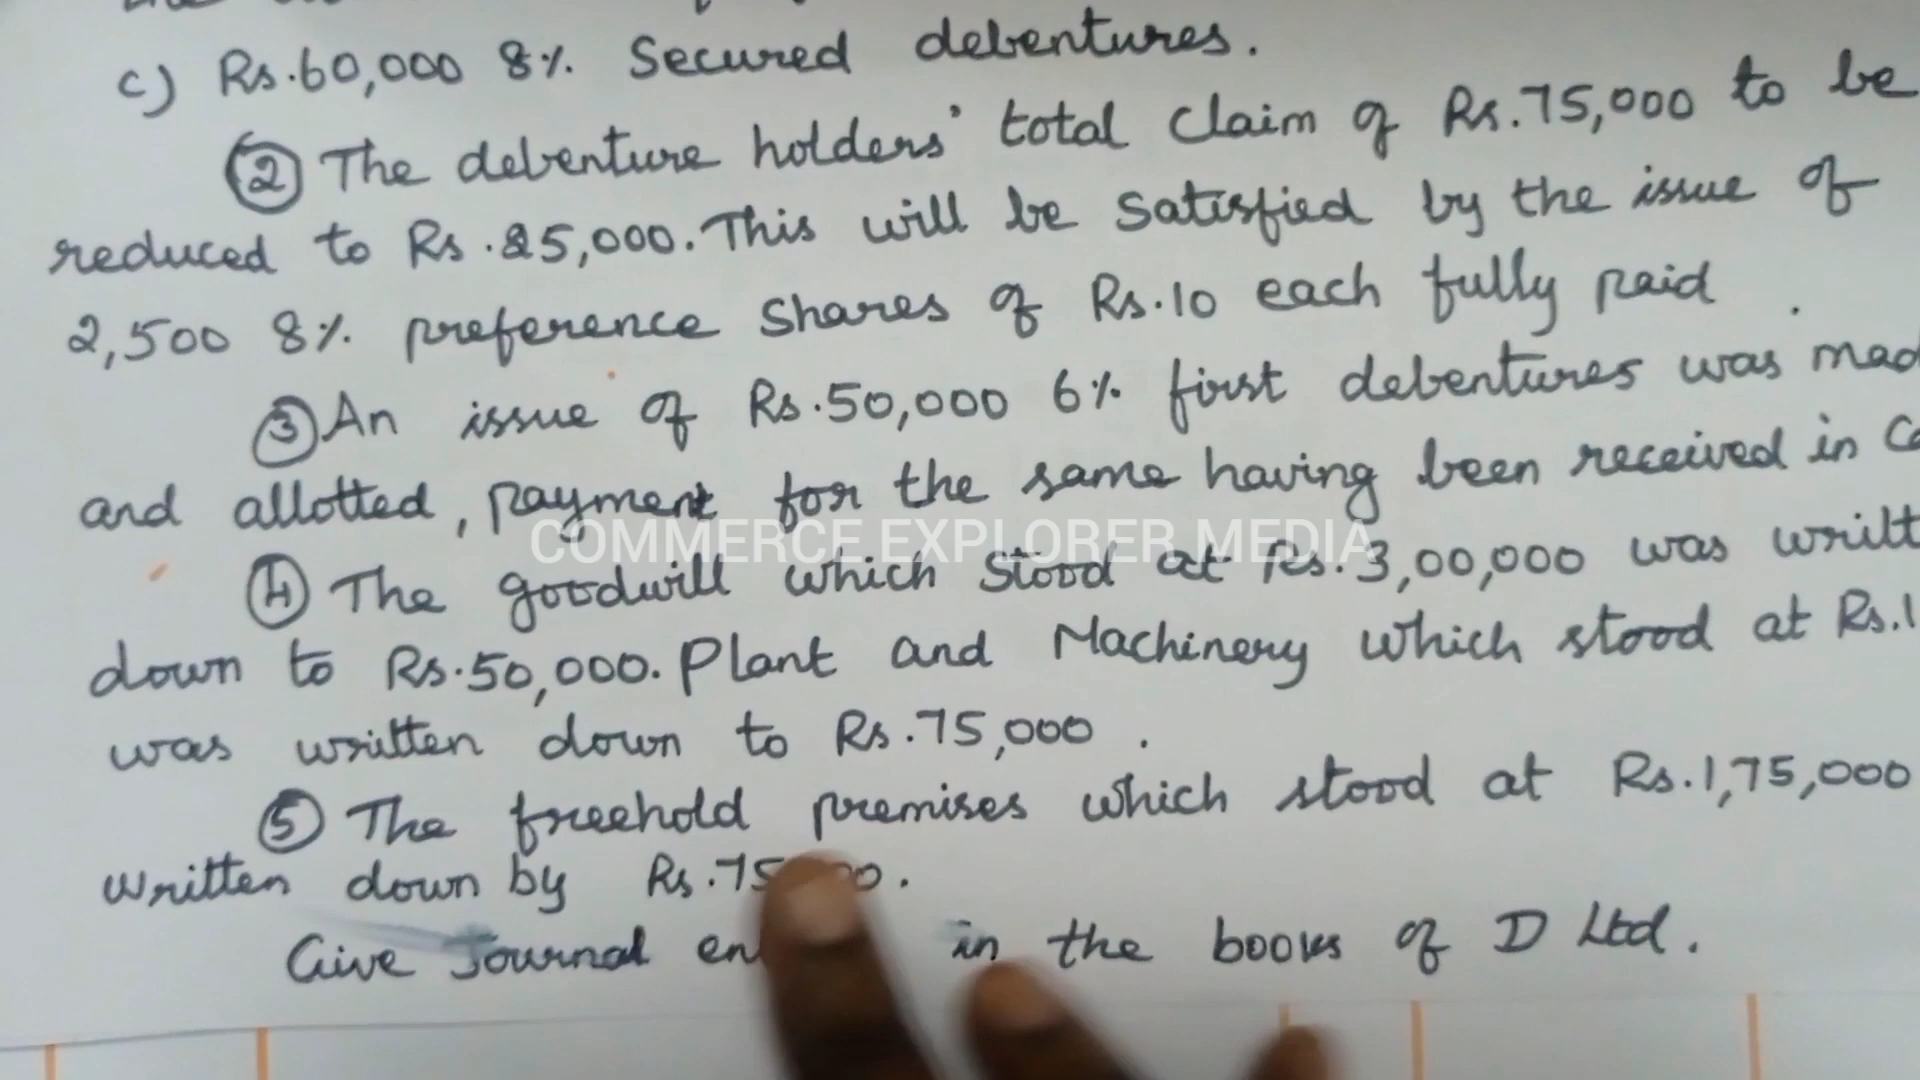 c) Rs.60,000 8%. Secured debentures.
② The debenture holders' total claim of Rs.75,000 to be
reduced to Rs.25,000. This will be satisfied by the issue of
2,500 8%. preference shares of Rs.10 each fully paid.
③ An issue of Rs.50,000 6%. first debentures was mad
and allotted, payment for the same having been received in
COMMERCE EXPLORER MEDIA
④ The goodwill which stood at Rs.3,00,000 was writt
down to Rs.50,000. Plant and Machinery which stood at Rs.1
was written down to Rs.75,000.
⑤ The freehold premises which stood at Rs.1,75,000
written down by
Give Journal in the books of D Ltd.